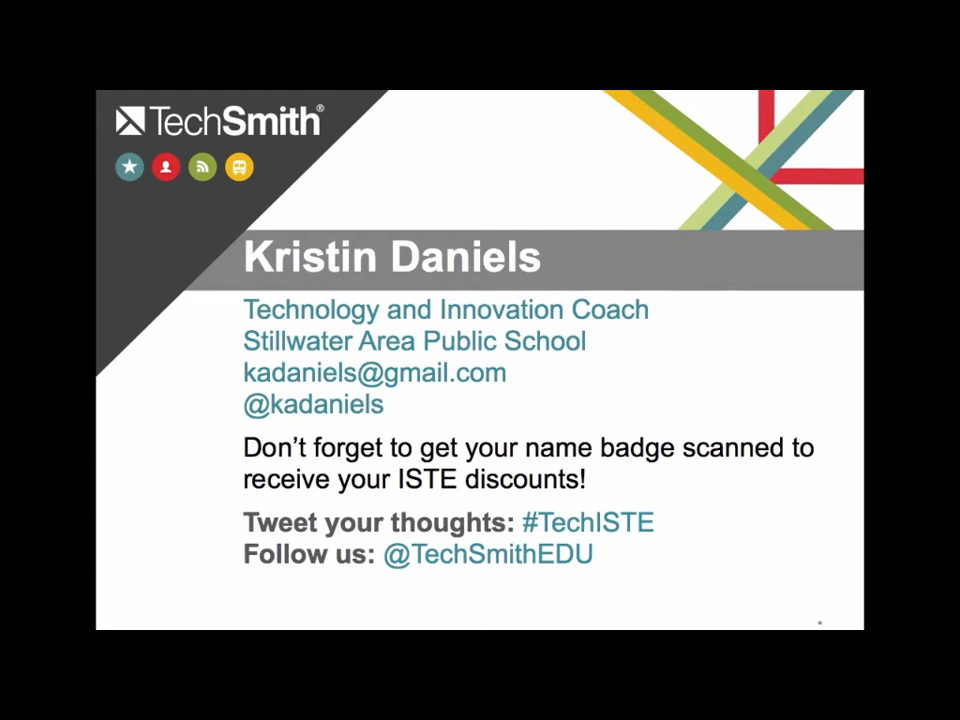 TechSmith®
Kristin Daniels
Technology and Innovation Coach
Stillwater Area Public School
kadaniels@gmail.com
@kadaniels
Don’t forget to get your name badge scanned to
receive your ISTE discounts!
Tweet your thoughts: #TechISTE
Follow us: @TechSmithEDU